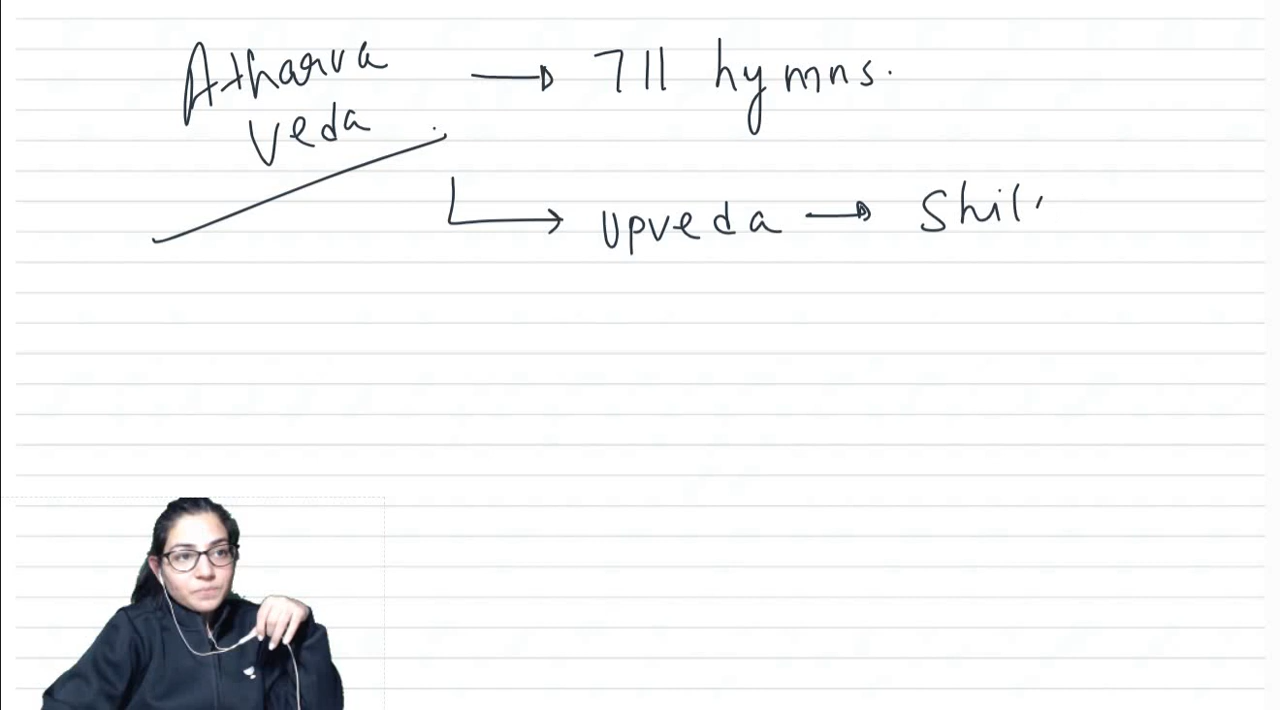 Atharva → 711 hymns.
Veda
upveda → Shil